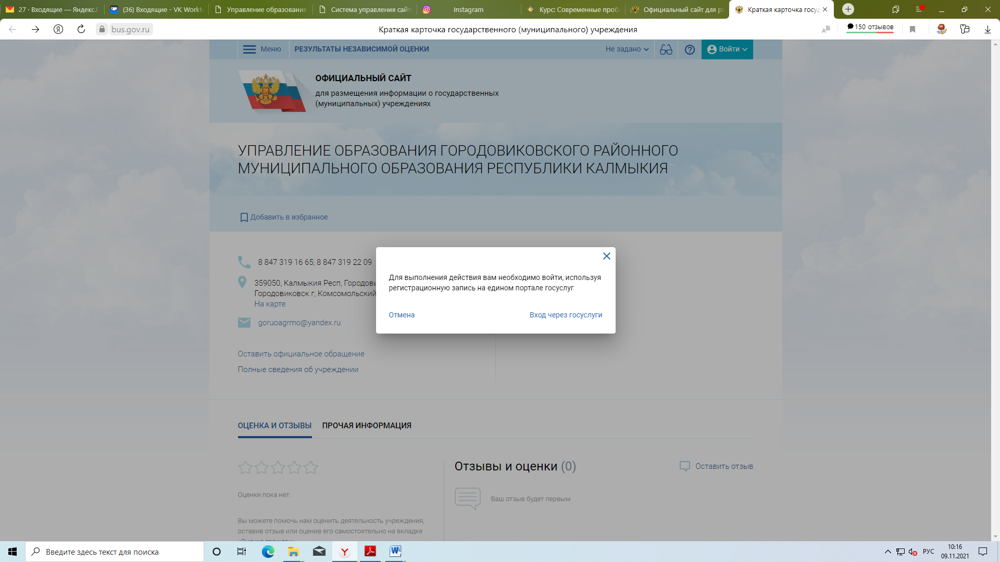 27 · Входящие — Яндекс.П
(36) Входящие - VK WorkM
Управление образования
Система управления сайто
Instagram
Курс: Современные проб
Официальный сайт для ра
Краткая карточка госуд
bus.gov.ru
Краткая карточка государственного (муниципального) учреждения
150 отзывов
Меню
РЕЗУЛЬТАТЫ НЕЗАВИСИМОЙ ОЦЕНКИ
Не задано
Войти
ОФИЦИАЛЬНЫЙ САЙТ
для размещения информации о государственных
(муниципальных) учреждениях
УПРАВЛЕНИЕ ОБРАЗОВАНИЯ ГОРОДОВИКОВСКОГО РАЙОННОГО
МУНИЦИПАЛЬНОГО ОБРАЗОВАНИЯ РЕСПУБЛИКИ КАЛМЫКИЯ
Добавить в избранное
8 847 319 16 65; 8 847 319 22 09
359050, Калмыкия Респ, Городови
Городовиковск г, Комсомольский
На карте
goruoagrmo@yandex.ru
Для выполнения действия вам необходимо войти, используя
регистрационную запись на едином портале госуслуг
Отмена
Вход через госуслуги
Оставить официальное обращение
Полные сведения об учреждении
ОЦЕНКА И ОТЗЫВЫ
ПРОЧАЯ ИНФОРМАЦИЯ
Отзывы и оценки (0)
Оставить отзыв
Оценки пока нет.
Ваш отзыв будет первым
Вы можете помочь нам оценить деятельность учреждения,
оставив отзыв или оценив его самостоятельно на вкладке
«Оценка граждан»
Введите здесь текст для поиска
РУС
10:16
09.11.2021